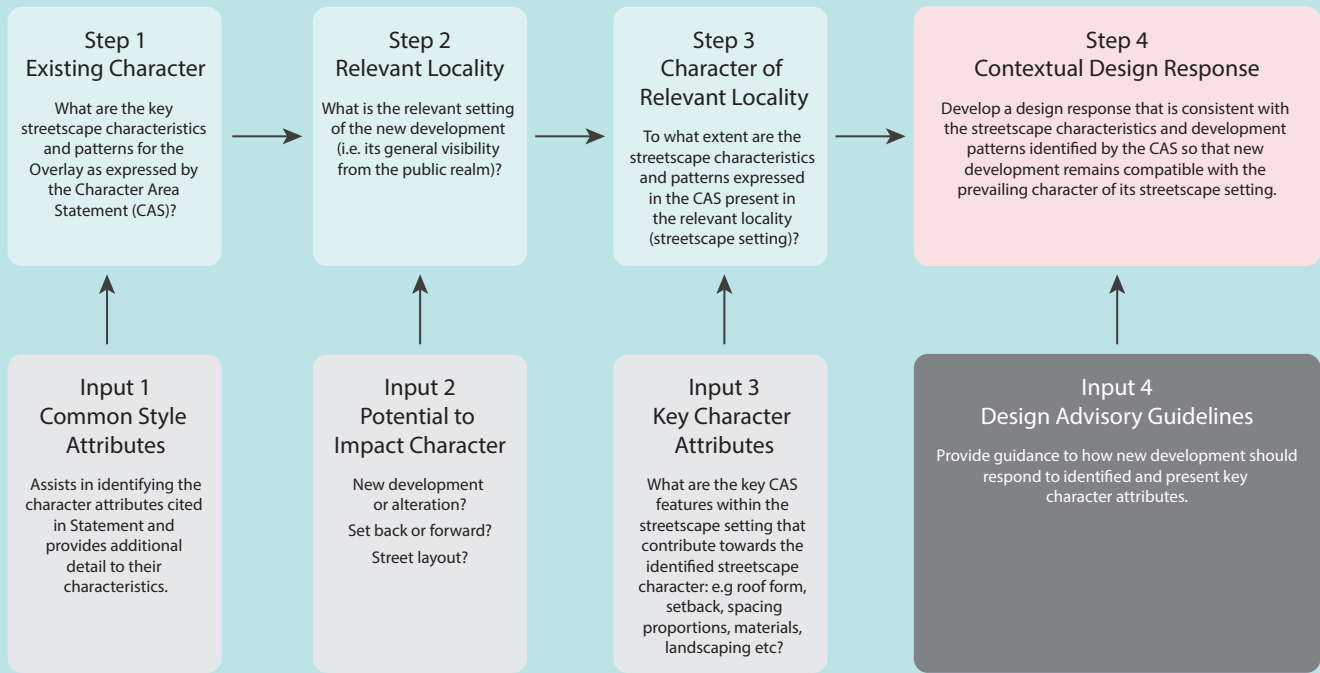 Step 1
Existing Character
What are the key
streetscape characteristics
and patterns for the
Overlay as expressed by
the Character Area
Statement (CAS)?
Step 2
Relevant Locality
What is the relevant setting
of the new development
(i.e. its general visibility
from the public realm)?
Step 3
Character of
Relevant Locality
To what extent are the
streetscape characteristics
and patterns expressed
in the CAS present in
the relevant locality
(streetscape setting)?
Step 4
Contextual Design Response
Develop a design response that is consistent with
the streetscape characteristics and development
patterns identified by the CAS so that new
development remains compatible with the
prevailing character of its streetscape setting.
Input 1
Common Style
Attributes
Assists in identifying the
character attributes cited
in Statement and
provides additional
detail to their
characteristics.
Input 2
Potential to
Impact Character
New development
or alteration?
Set back or forward?
Street layout?
Input 3
Key Character
Attributes
What are the key CAS
features within the
streetscape setting that
contribute towards the
identified streetscape
character: e.g roof form,
setback, spacing
proportions, materials,
landscaping etc?
Input 4
Design Advisory Guidelines
Provide guidance to how new development should
respond to identified and present key
character attributes.